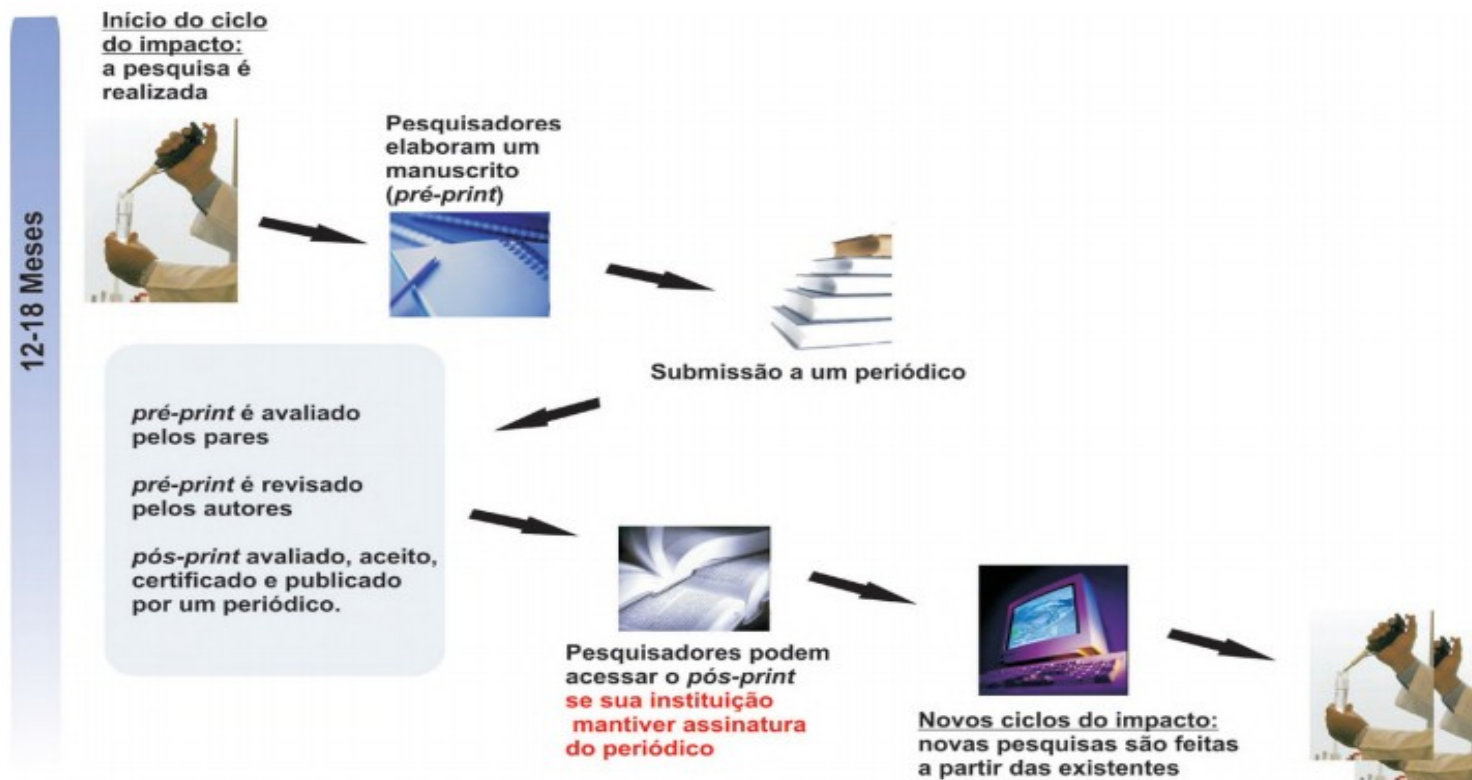 Início do ciclo
do impacto:
a pesquisa é
realizada
Pesquisadores
elaboram um
manuscrito
(pré-print)
12-18 Meses
Submissão a um periódico
pré-print é avaliado
pelos pares
pré-print é revisado
pelos autores
pós-print avaliado, aceito,
certificado e publicado
por um periódico.
Pesquisadores podem
acessar o pós-print
se sua instituição
mantiver assinatura
do periódico
Novos ciclos do impacto:
novas pesquisas são feitas
a partir das existentes